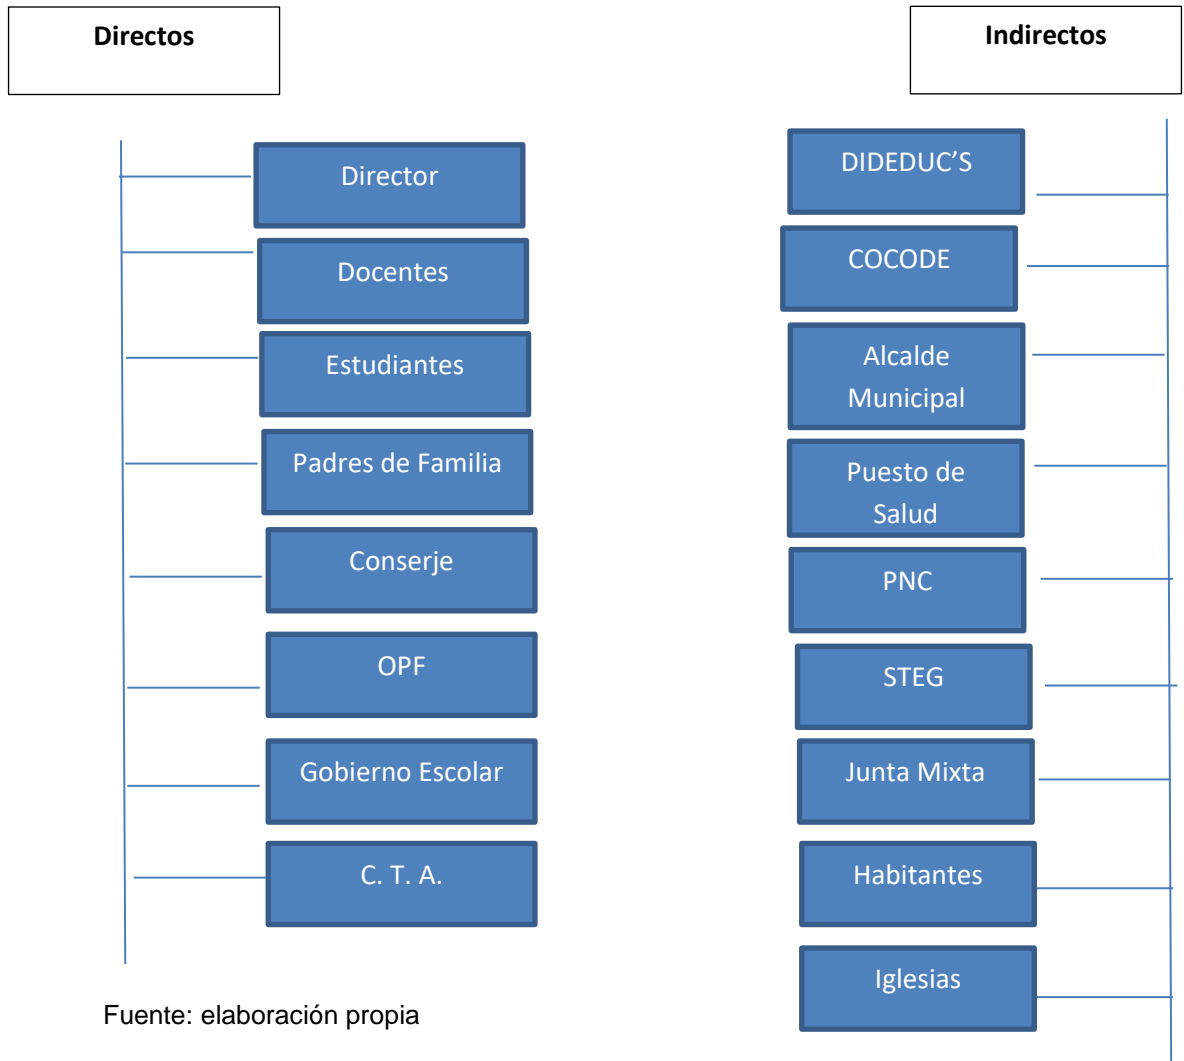 Directos
Director
Docentes
Estudiantes
Padres de Familia
Conserje
OPF
Gobierno Escolar
C. T. A.
Fuente: elaboración propia
Indirectos
DIDEDUC’S
COCODE
Alcalde
Municipal
Puesto de
Salud
PNC
STEG
Junta Mixta
Habitantes
Iglesias